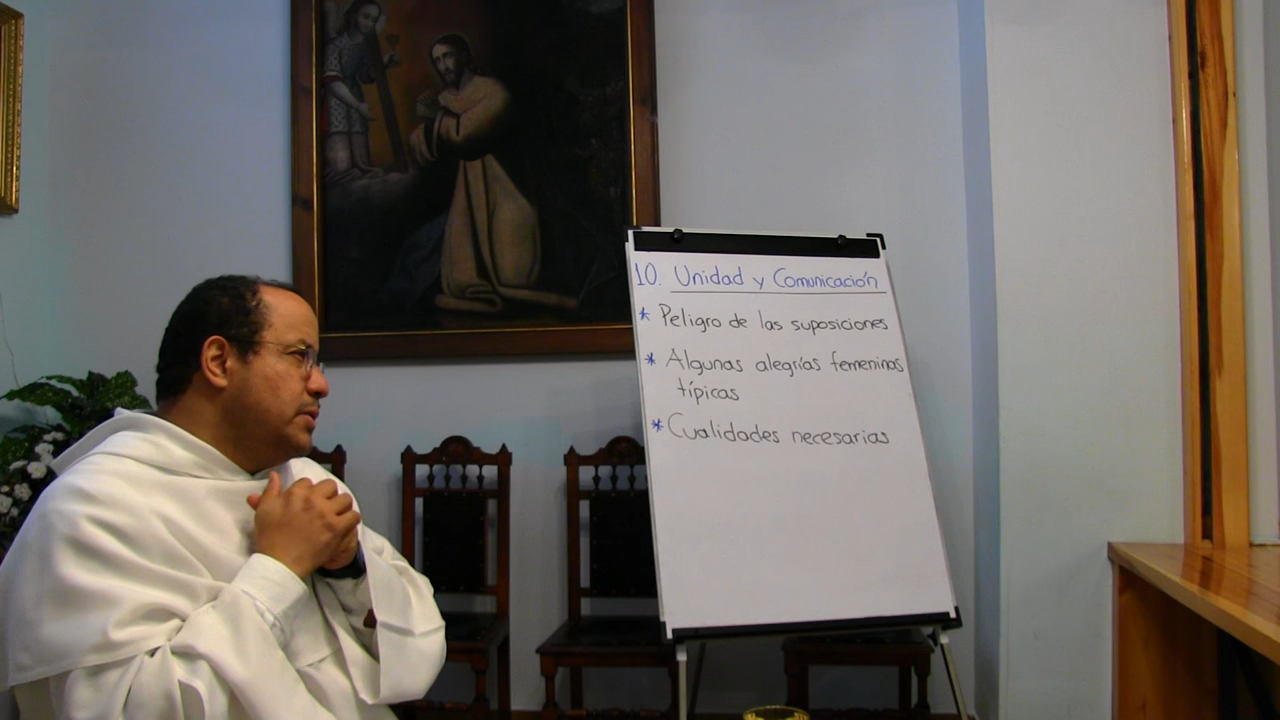 10. Unidad y Comunicación
* Peligro de las suposiciones
* Algunas alegrías femeninas
típicas
* Cualidades necesarias